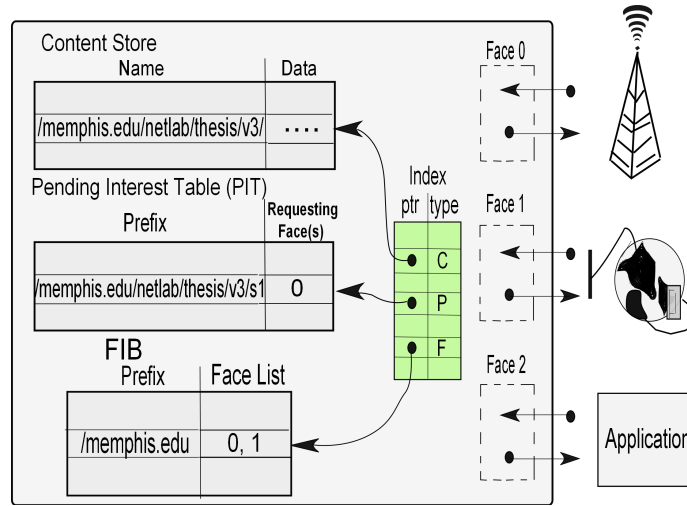 Content Store
Name Data
/memphis.edu/netlab/thesis/v3/ ....
Pending Interest Table (PIT)
Prefix Requesting Face(s)
/memphis.edu/netlab/thesis/v3/s1 0
FIB
Prefix Face List
/memphis.edu 0, 1
Index
ptr type
C
P
F
Face 0
Face 1
Face 2
Application